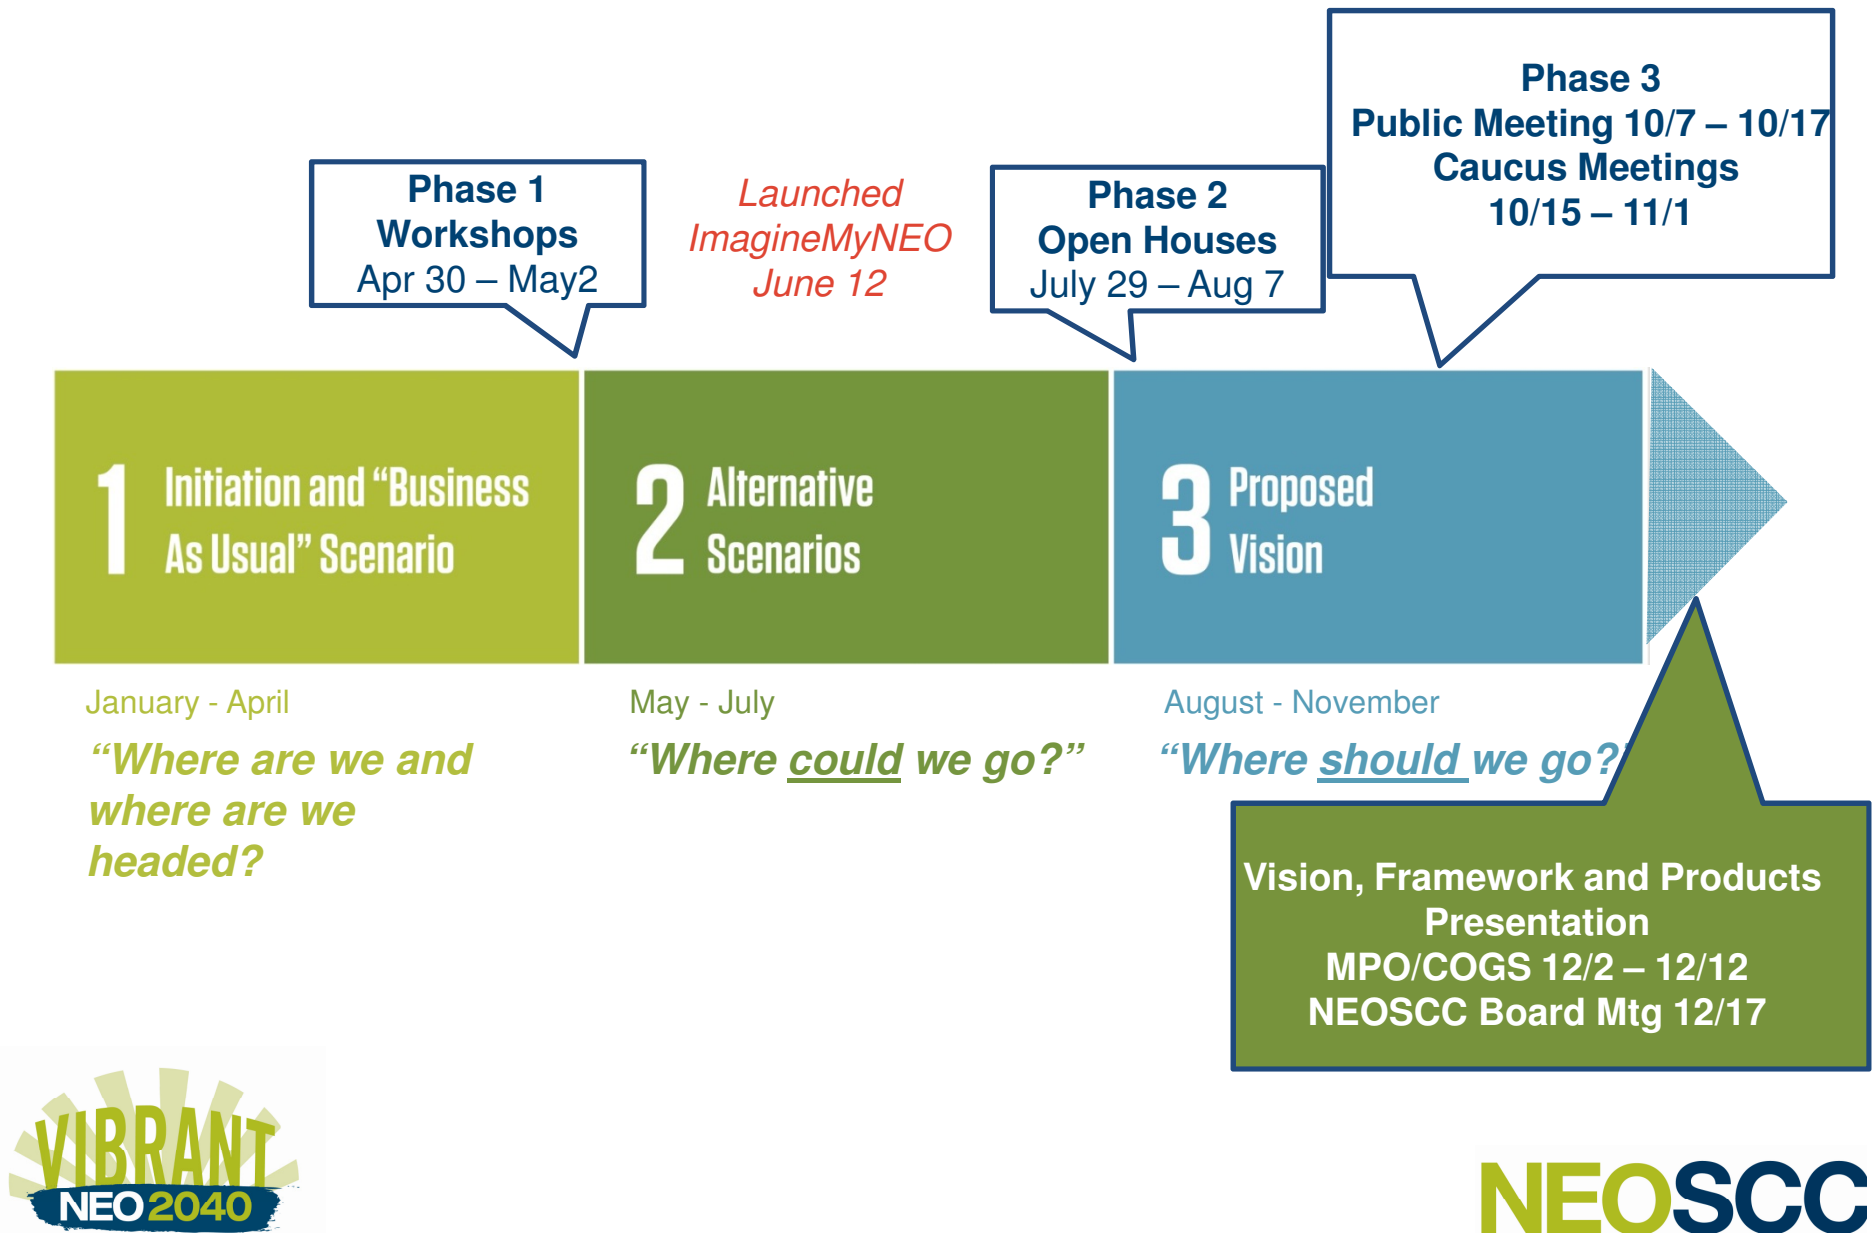 Phase 1
Workshops
Apr 30 – May2
Launched
ImagineMyNEO
June 12
Phase 2
Open Houses
July 29 – Aug 7
Phase 3
Public Meeting 10/7 – 10/17
Caucus Meetings
10/15 – 11/1
1
Initiation and “Business
As Usual” Scenario
2
Alternative
Scenarios
3
Proposed
Vision
January - April
“Where are we and
where are we
headed?
May - July
“Where could we go?”
August - November
“Where should we go?”
Vision, Framework and Products
Presentation
MPO/COGS 12/2 – 12/12
NEOSCC Board Mtg 12/17
VIBRANT
NEO 2040
NEOSCC